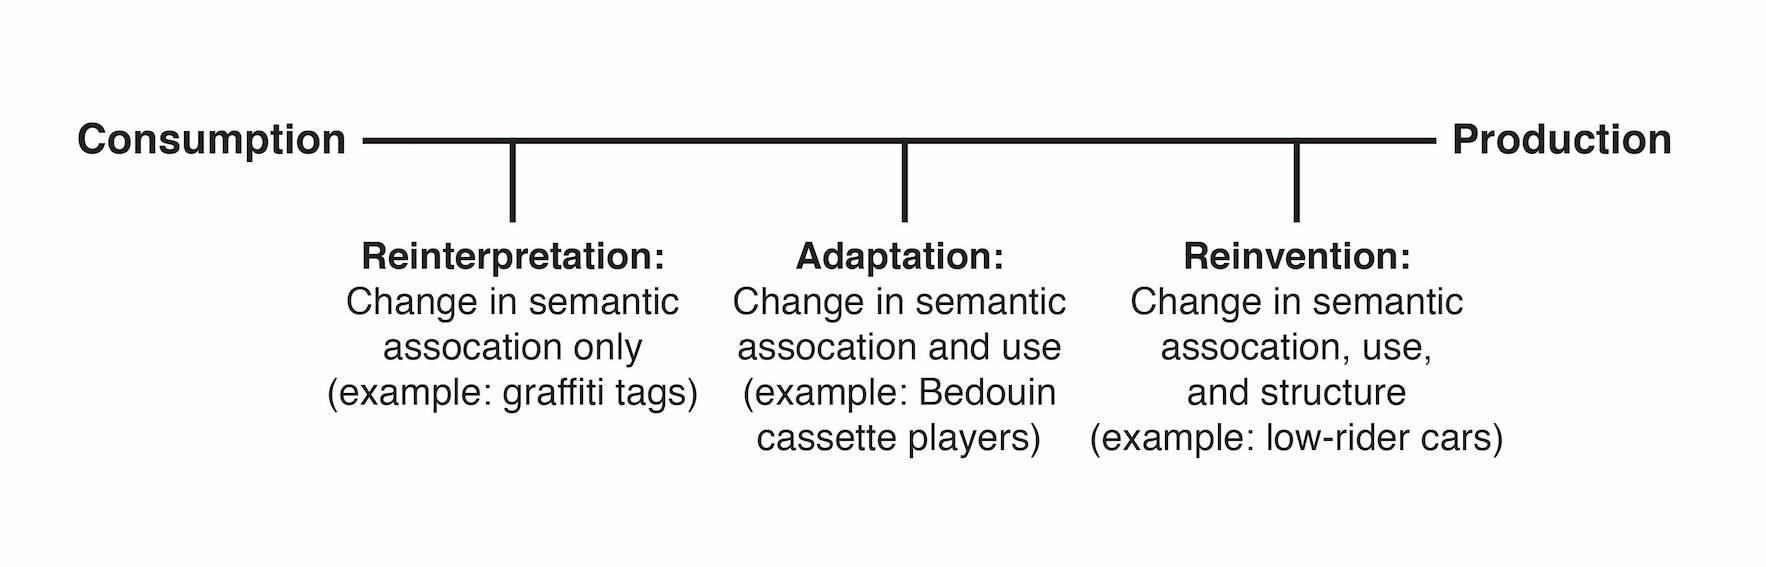 Consumption
Production
Reinterpretation:
Change in semantic
assocation only
(example: graffiti tags)
Adaptation:
Change in semantic
assocation and use
(example: Bedouin
cassette players)
Reinvention:
Change in semantic
assocation, use,
and structure
(example: low-rider cars)